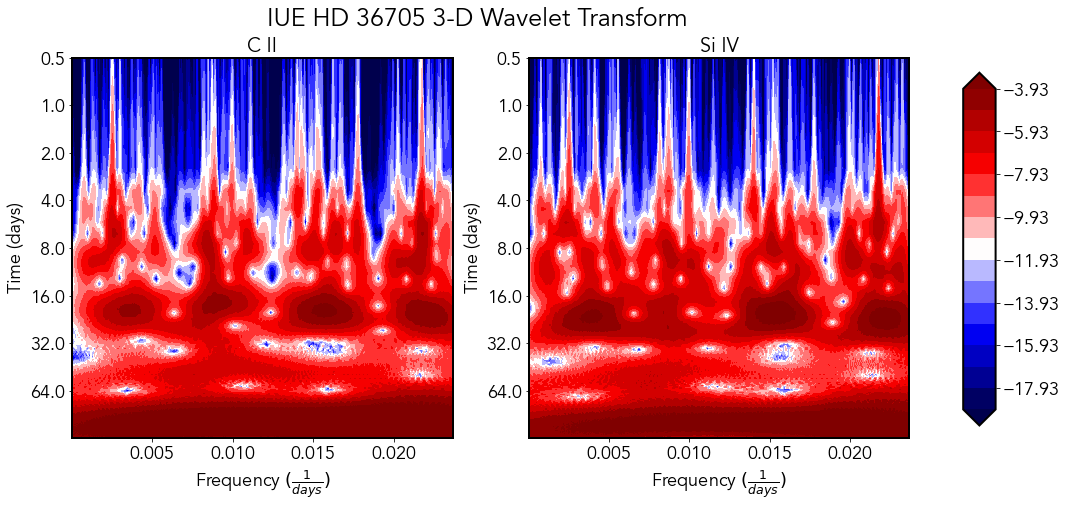 IUE HD 36705 3-D Wavelet Transform
C II
Si IV
0.5
1.0
2.0
4.0
8.0
16.0
32.0
64.0
Time (days)
0.005 0.010 0.015 0.020
Frequency (1/days)
0.5
1.0
2.0
4.0
8.0
16.0
32.0
64.0
Time (days)
0.005 0.010 0.015 0.020
Frequency (1/days)
−3.93
−5.93
−7.93
−9.93
−11.93
−13.93
−15.93
−17.93